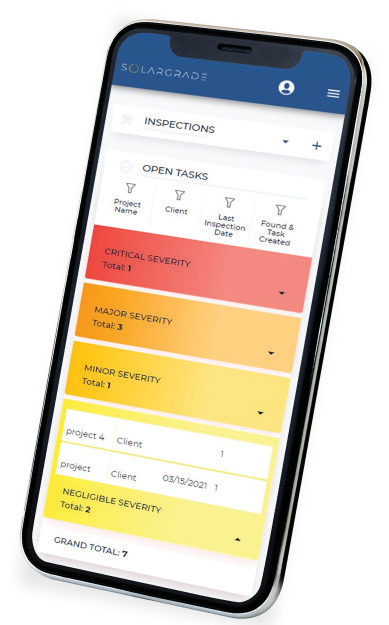 SOLARGRADE
INSPECTIONS
OPEN TASKS
Project
Name
Client
Last
Inspection
Date
Found &
Task
Created
CRITICAL SEVERITY
Total: 1
MAJOR SEVERITY
Total: 3
MINOR SEVERITY
Total: 1
project 4 Client 1
project Client 03/15/2021 1
NEGLIGIBLE SEVERITY
Total: 2
GRAND TOTAL: 7